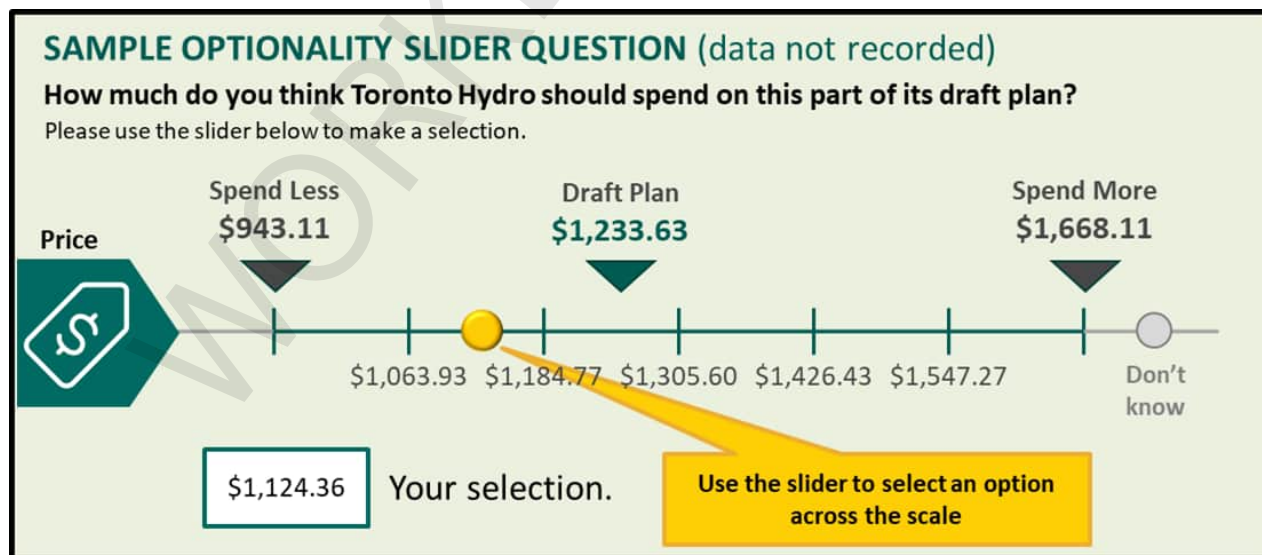 SAMPLE OPTIONALITY SLIDER QUESTION (data not recorded)
How much do you think Toronto Hydro should spend on this part of its draft plan?
Please use the slider below to make a selection.
Spend Less
$943.11
Draft Plan
$1,233.63
Spend More
$1,668.11
Price
$1,063.93 $1,184.77 $1,305.60 $1,426.43 $1,547.27
Don't
know
$1,124.36 Your selection.
Use the slider to select an option
across the scale
WORK